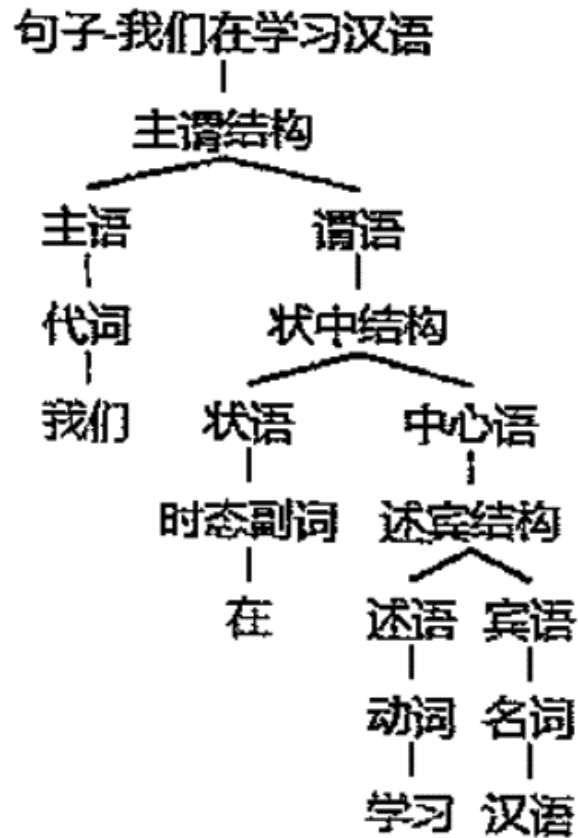 句子-我们在学习汉语
主谓结构
主语 谓语
代词 状中结构
我们 状语 中心语
时态副词 述宾结构
在 述语 宾语
动词 名词
学习 汉语